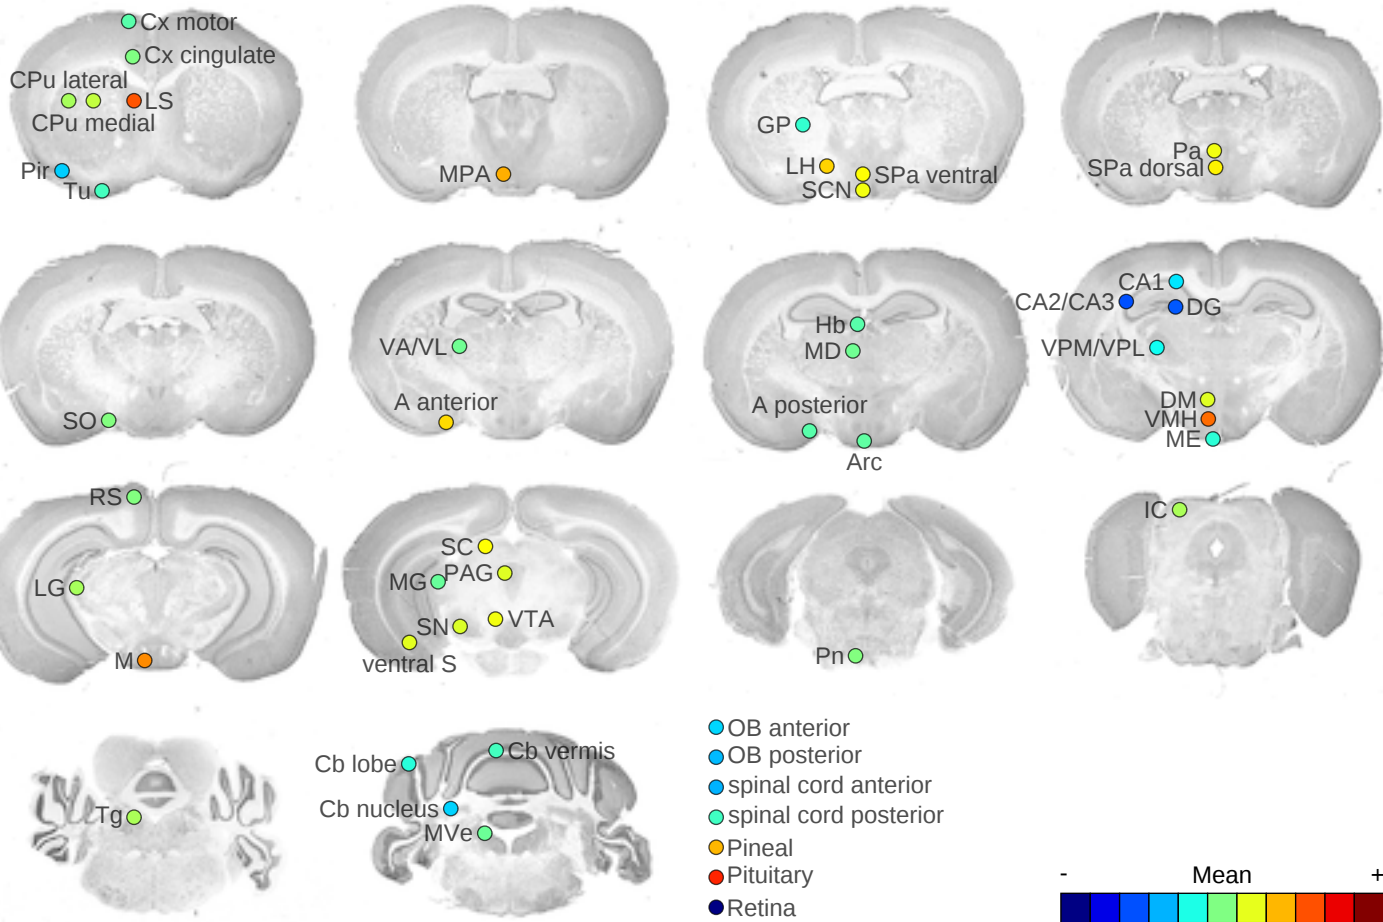 Cx motor
Cx cingulate
CPu lateral
LS
CPu medial
Pir
Tu
MPA
GP
LH
SPa ventral
SCN
Pa
SPa dorsal
SO
VA/VL
A anterior
Hb
MD
A posterior
Arc
CA1
CA2/CA3
DG
VPM/VPL
DM
VMH
ME
RS
LG
M
SC
MG
PAG
SN
VTA
ventral S
Pn
IC
Tg
Cb lobe
Cb vermis
Cb nucleus
MVe
OB anterior
OB posterior
spinal cord anterior
spinal cord posterior
Pineal
Pituitary
Retina
- Mean +